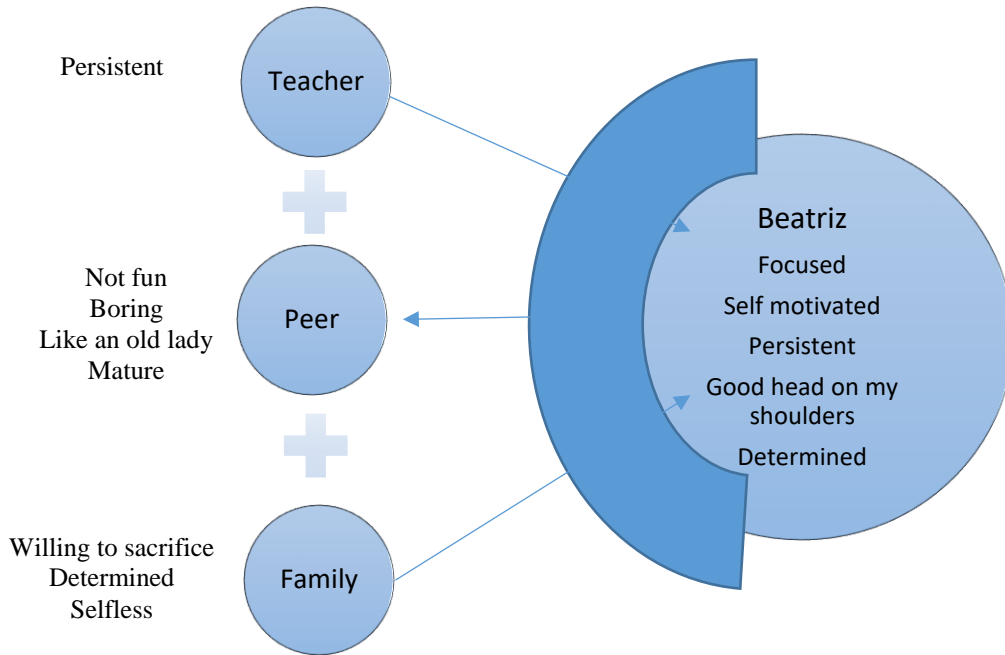 Persistent
Teacher
Not fun
Boring
Like an old lady
Mature
Peer
Willing to sacrifice
Determined
Selfless
Family
Beatriz
Focused
Self motivated
Persistent
Good head on my
shoulders
Determined